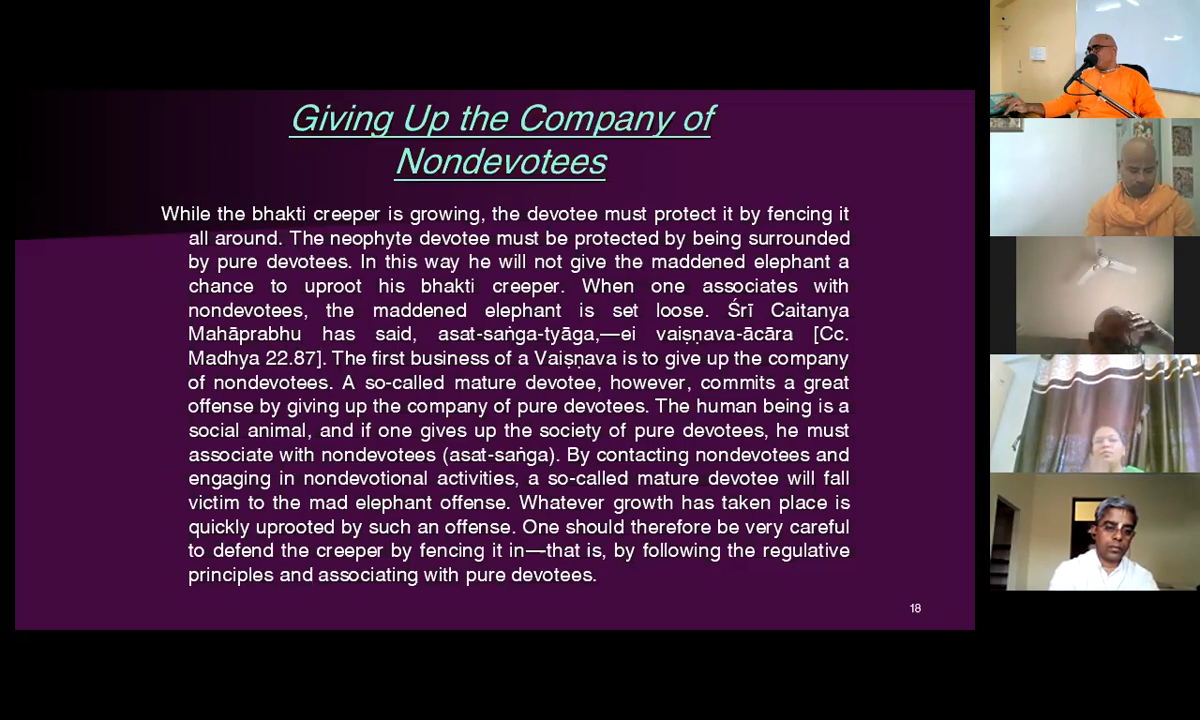 Giving Up the Company of
Nondevotees
While the bhakti creeper is growing, the devotee must protect it by fencing it
all around. The neophyte devotee must be protected by being surrounded
by pure devotees. In this way he will not give the maddened elephant a
chance to uproot his bhakti creeper. When one associates with
nondevotees, the maddened elephant is set loose. Śrī Caitanya
Mahāprabhu has said, asat-saṅga-tyāga,—ei vaiṣṇava-ācāra [Cc.
Madhya 22.87]. The first business of a Vaiṣṇava is to give up the company
of nondevotees. A so-called mature devotee, however, commits a great
offense by giving up the company of pure devotees. The human being is a
social animal, and if one gives up the society of pure devotees, he must
associate with nondevotees (asat-saṅga). By contacting nondevotees and
engaging in nondevotional activities, a so-called mature devotee will fall
victim to the mad elephant offense. Whatever growth has taken place is
quickly uprooted by such an offense. One should therefore be very careful
to defend the creeper by fencing it in—that is, by following the regulative
principles and associating with pure devotees.
18